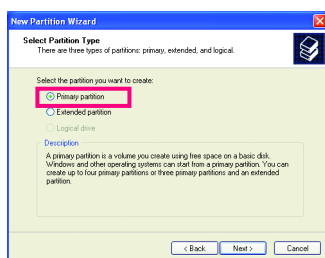 New Partition Wizard
Select Partition Type
There are three types of partitions: primary, extended, and logical.
Select the partition you want to create:
Primary partition
Extended partition
Logical drive
Description
A primary partition is a volume you create using free space on a basic disk.
Windows and other operating systems can start from a primary partition. You can
create up to four primary partitions or three primary partitions and an extended
partition.
< Back
Next >
Cancel